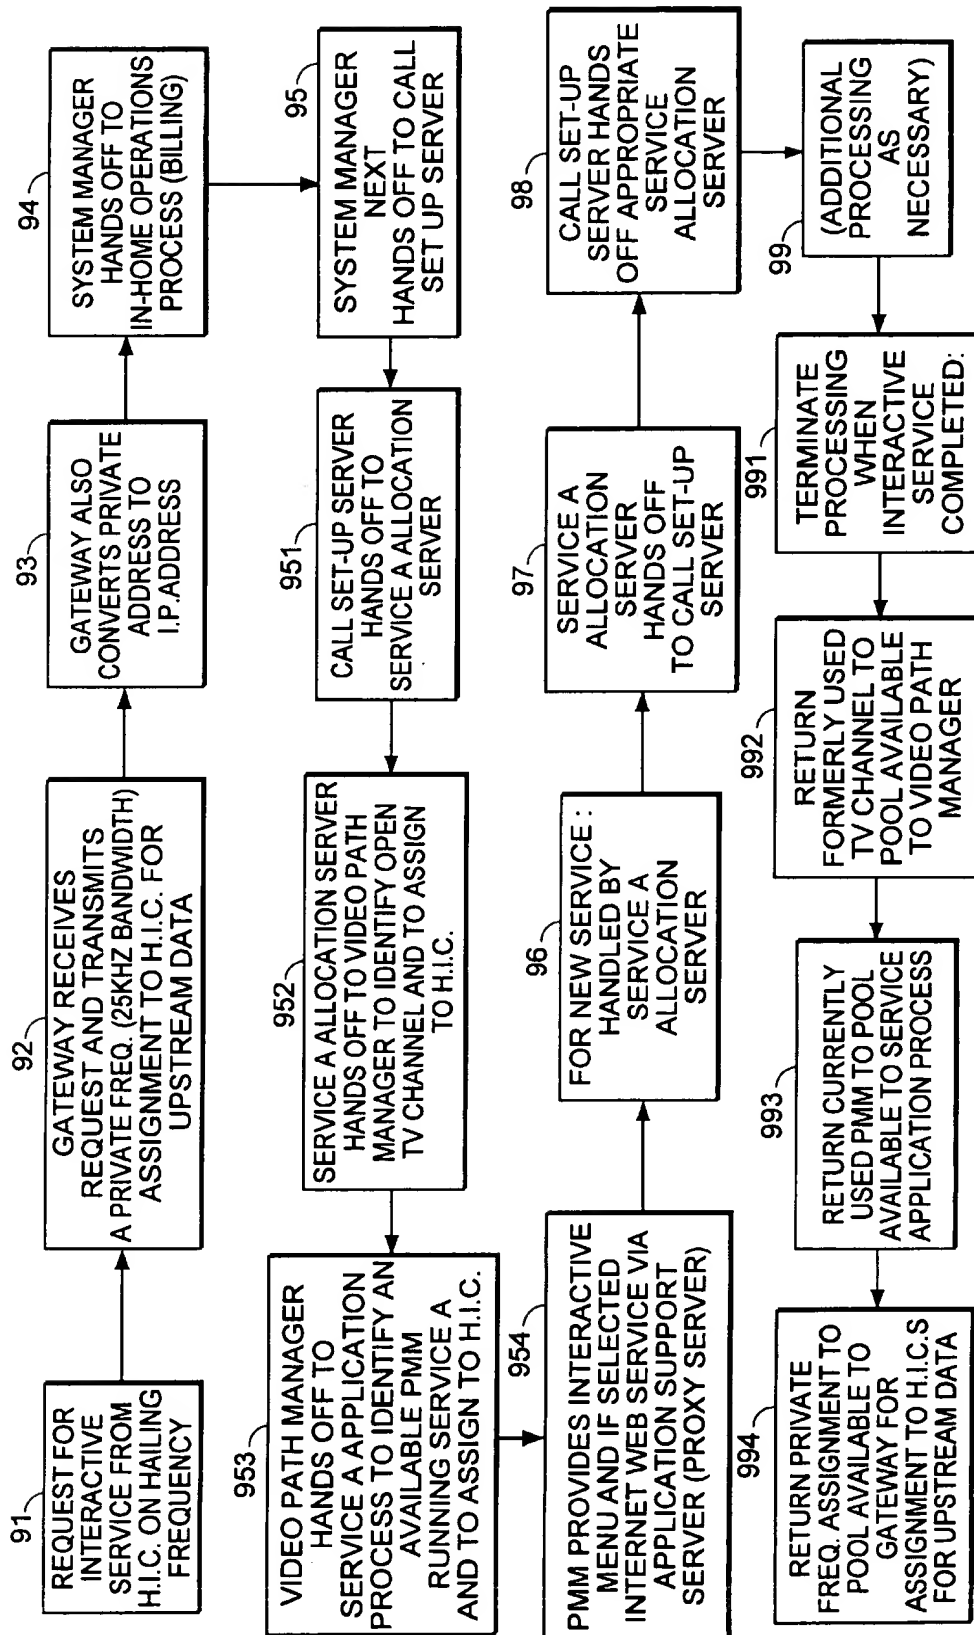 91
REQUEST FOR
INTERACTIVE
SERVICE FROM
H.I.C. ON HAILING
FREQUENCY
92
GATEWAY RECEIVES
REQUEST AND TRANSMITS
A PRIVATE FREQ. (25KHZ BANDWIDTH)
ASSIGNMENT TO H.I.C. FOR
UPSTREAM DATA
93
GATEWAY ALSO
CONVERTS PRIVATE
ADDRESS TO
I.P.ADDRESS
94
SYSTEM MANAGER
HANDS OFF TO
IN-HOME OPERATIONS
PROCESS (BILLING)
95
SYSTEM MANAGER
NEXT
HANDS OFF TO CALL
SET UP SERVER
951
CALL SET-UP SERVER
HANDS OFF TO
SERVICE A ALLOCATION
SERVER
952
SERVICE A ALLOCATION SERVER
HANDS OFF TO VIDEO PATH
MANAGER TO IDENTIFY OPEN
TV CHANNEL AND TO ASSIGN
TO H.I.C.
953
VIDEO PATH MANAGER
HANDS OFF TO
SERVICE A APPLICATION
PROCESS TO IDENTIFY AN
AVAILABLE PMM
RUNNING SERVICE A
AND TO ASSIGN TO H.I.C.
954
PMM PROVIDES INTERACTIVE
MENU AND IF SELECTED
INTERNET WEB SERVICE VIA
APPLICATION SUPPORT
SERVER (PROXY SERVER)
96
FOR NEW SERVICE :
HANDLED BY
SERVICE A
ALLOCATION
SERVER
97
SERVICE A
ALLOCATION
SERVER
HANDS OFF
TO CALL SET-UP
SERVER
98
CALL SET-UP
SERVER HANDS
OFF APPROPRIATE
SERVICE
ALLOCATION
SERVER
99
(ADDITIONAL
PROCESSING
AS
NECESSARY)
991
TERMINATE
PROCESSING
WHEN
INTERACTIVE
SERVICE
COMPLETED:
992
RETURN
FORMERLY USED
TV CHANNEL TO
POOL AVAILABLE
TO VIDEO PATH
MANAGER
993
RETURN CURRENTLY
USED PMM TO POOL
AVAILABLE TO SERVICE
APPLICATION PROCESS
994
RETURN PRIVATE
FREQ. ASSIGNMENT TO
POOL AVAILABLE TO
GATEWAY FOR
ASSIGNMENT TO H.I.C.S
FOR UPSTREAM DATA